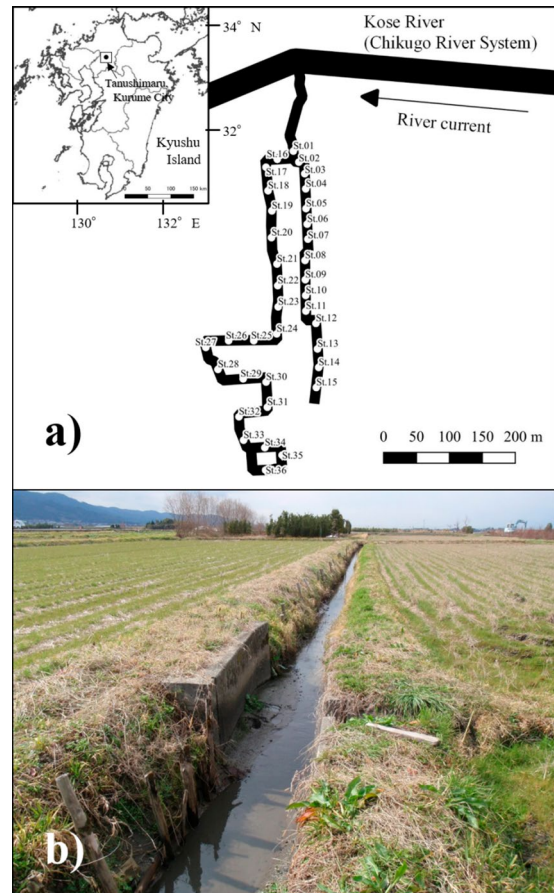 34° N
Kose River
(Chikugo River System)
Tanushimaru,
Kurume City
32°
Kyushu
Island
0 50 100 150 km
130° 132° E
River current
St.01
St.02
St.16
St.03
St.17
St.04
St.18
St.05
St.19
St.06
St.20
St.07
St.08
St.21
St.09
St.22
St.10
St.23
St.11
St.12
St.24
St.25
St.26
St.27
St.13
St.14
St.28
St.29
St.30
St.15
St.31
St.32
St.33
St.34
St.35
St.36
a)
0 50 100 150 200 m
b)